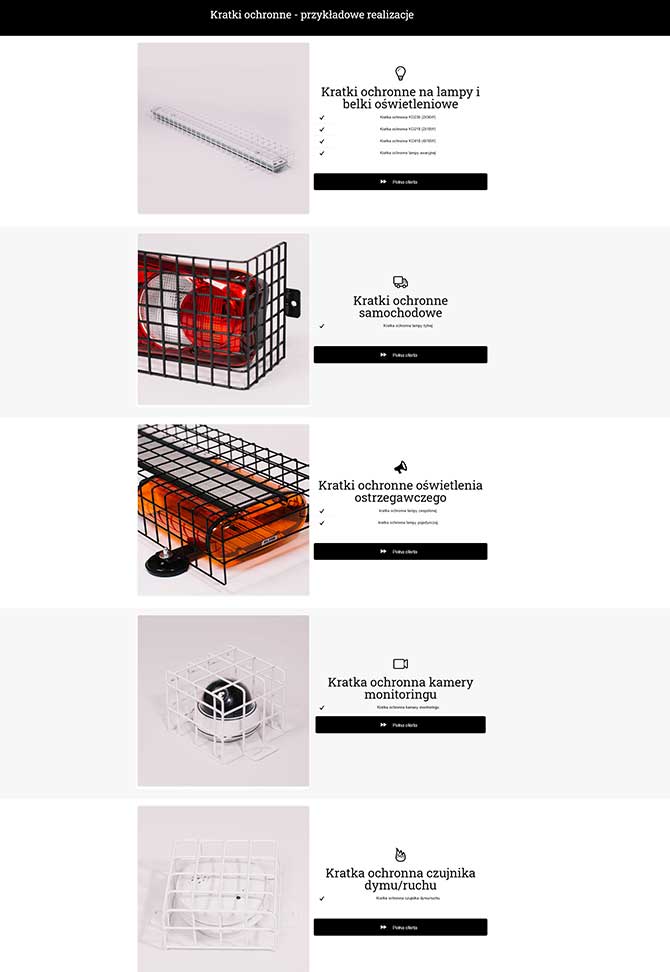 Kratki ochronne - przykładowe realizacje
Kratki ochronne na lampy i
belki oświetleniowe
Kratka ochronna KO236 (2X36W)
Kratka ochronna KO218 (2X18W)
Kratka ochronna KO418 (4X18W)
Kratka ochronna lampy awaryjnej
Pełna oferta
Kratki ochronne
samochodowe
Kratka ochronna lampy tylnej
Pełna oferta
Kratki ochronne oświetlenia
ostrzegawczego
kratka ochronna lampy zespolonej
kratka ochronna lampy pojedynczej
Pełna oferta
Kratka ochronna kamery
monitoringu
Kratka ochronna kamery monitoringu
Pełna oferta
Kratka ochronna czujnika
dymu/ruchu
Kratka ochronna czujnika dymu/ruchu
Pełna oferta